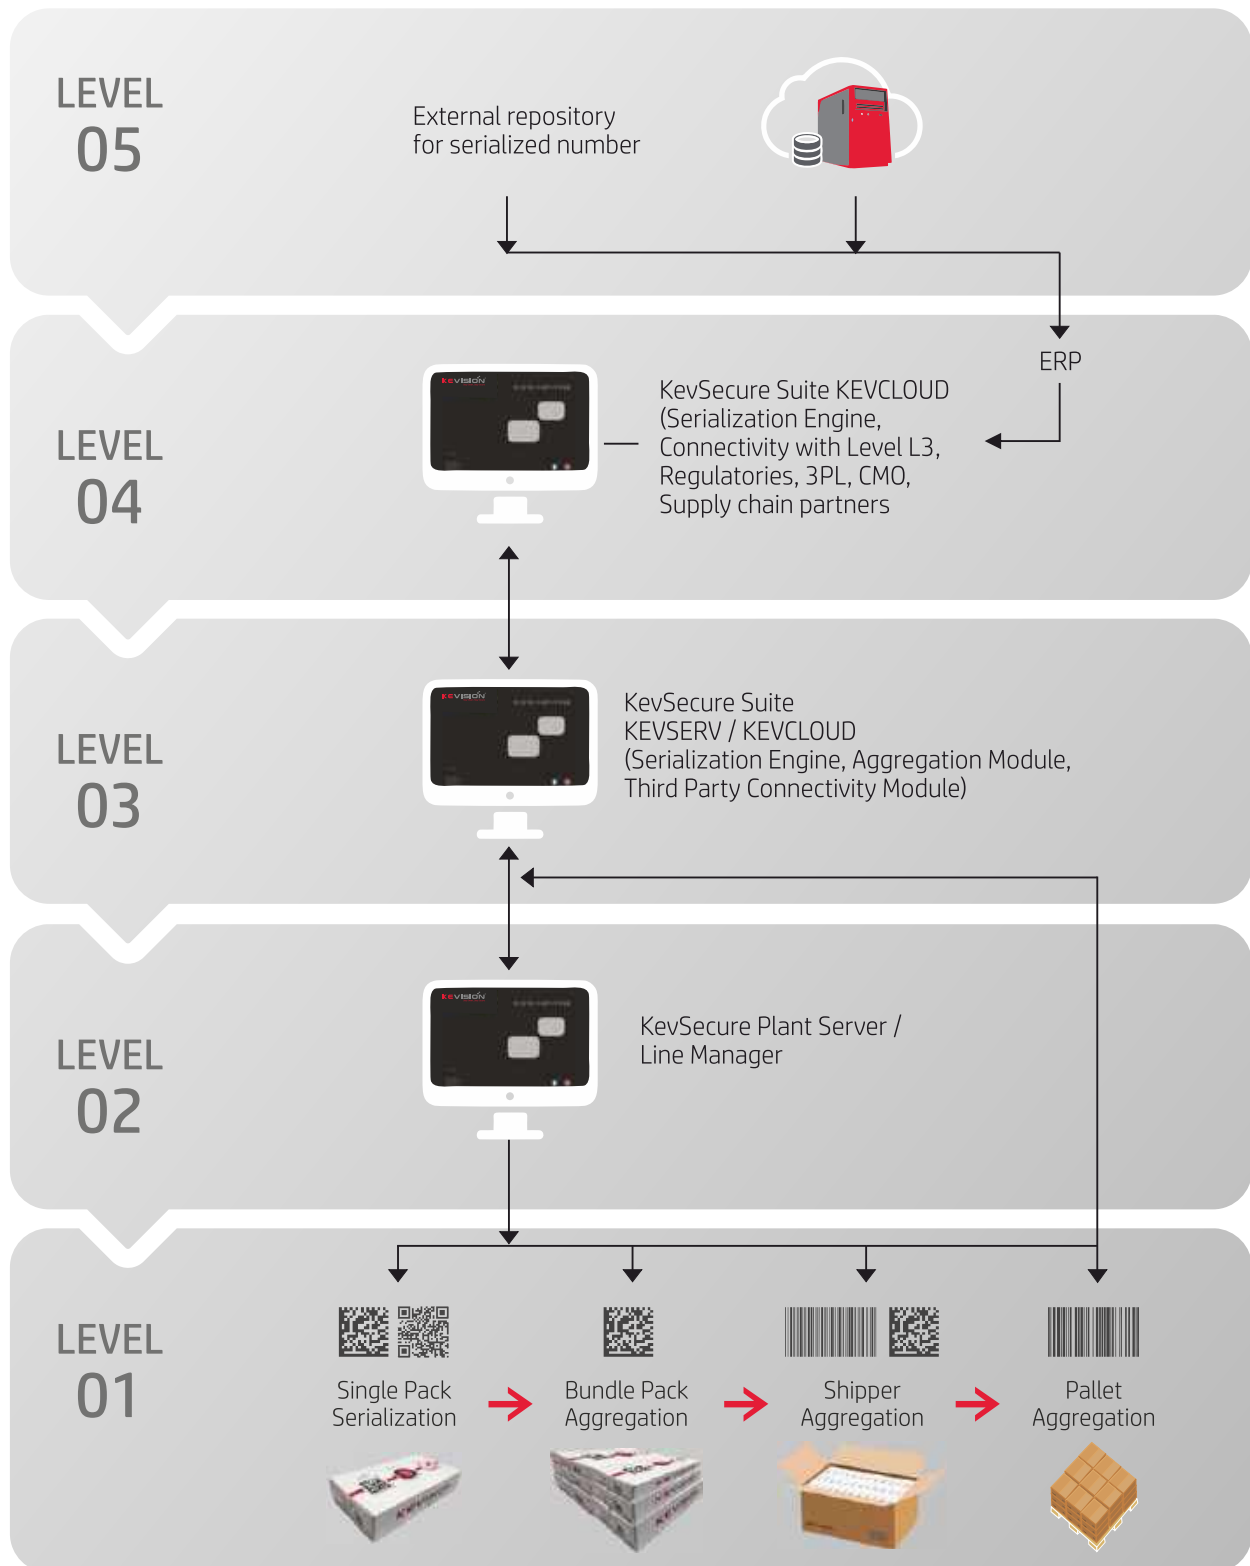 LEVEL
05
External repository
for serialized number
LEVEL
04
ERP
KEVISION
KevSecure Suite KEVCLOUD
(Serialization Engine,
Connectivity with Level L3,
Regulatories, 3PL, CMO,
Supply chain partners
LEVEL
03
KEVISION
KevSecure Suite
KEVSERV / KEVCLOUD
(Serialization Engine, Aggregation Module,
Third Party Connectivity Module)
LEVEL
02
KEVISION
KevSecure Plant Server /
Line Manager
LEVEL
01
Single Pack
Serialization
Bundle Pack
Aggregation
Shipper
Aggregation
Pallet
Aggregation